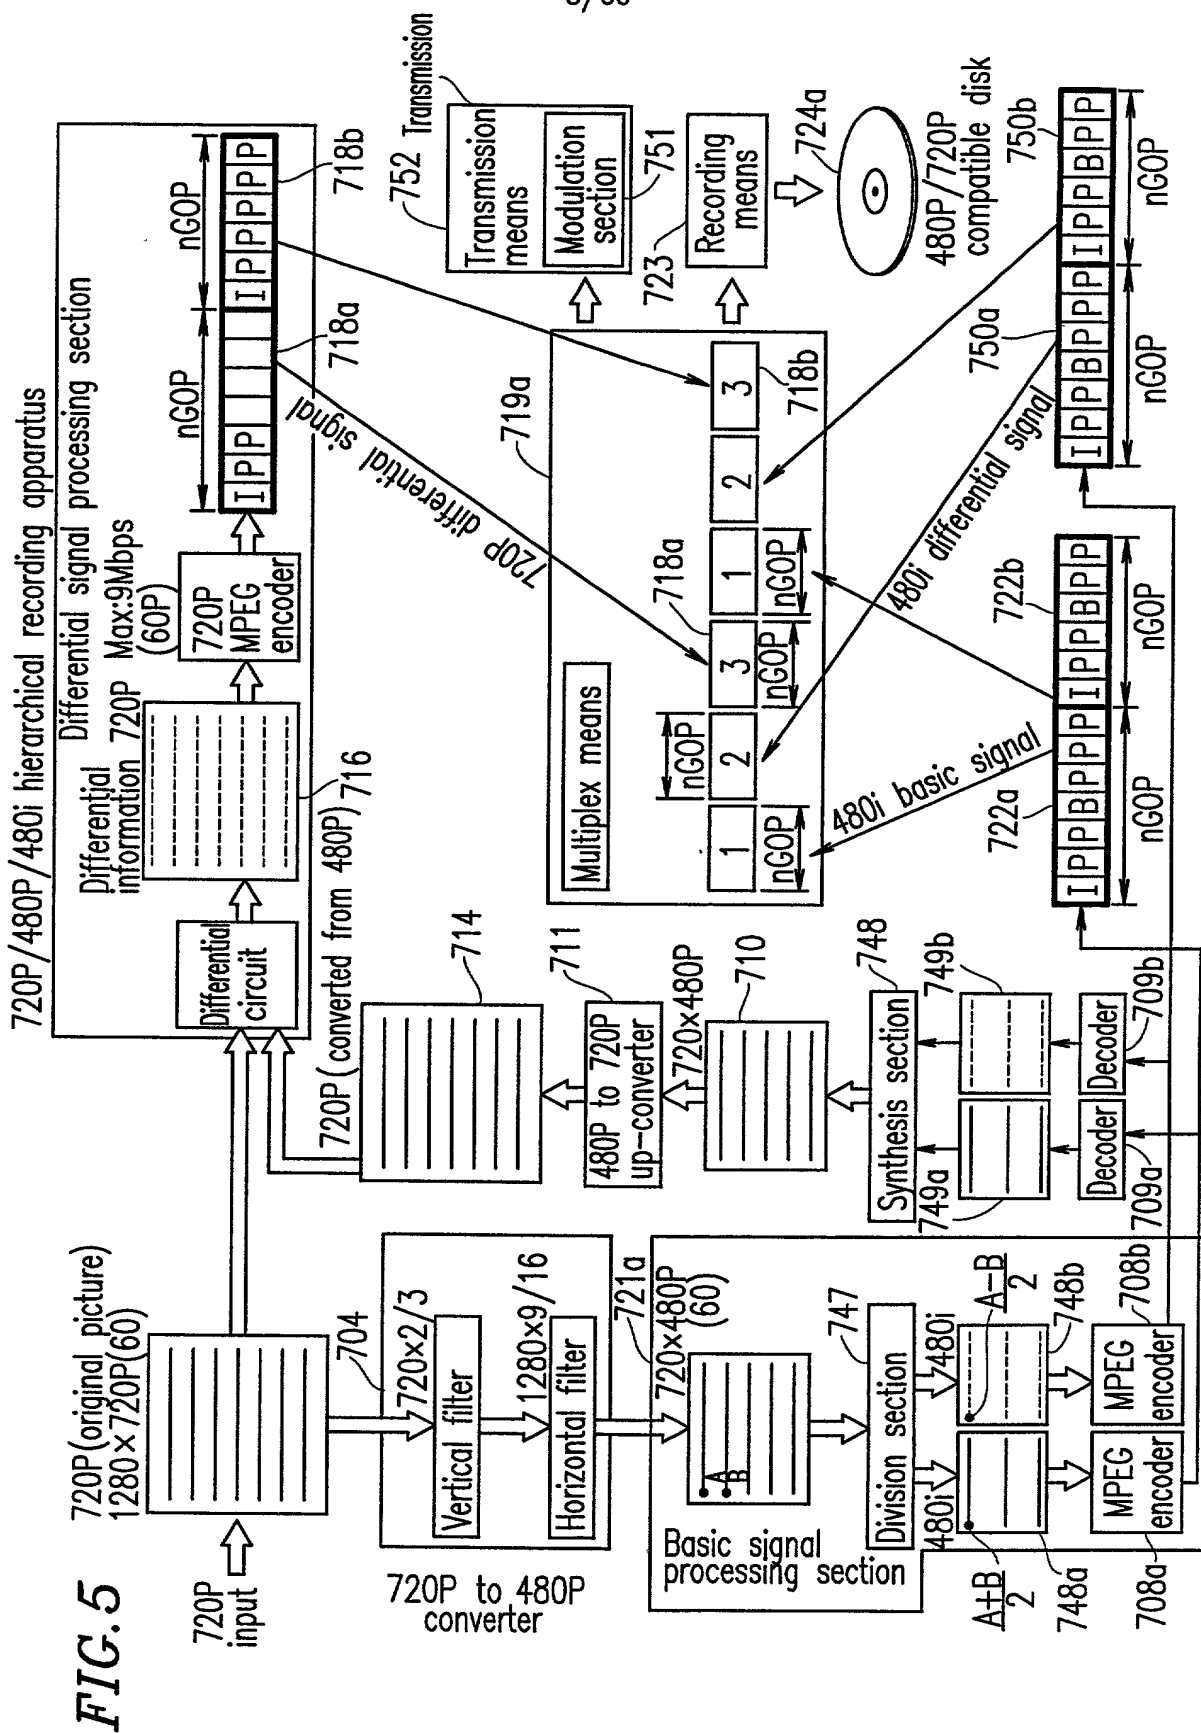 FIG.5
720P/480P/480i hierarchical recording apparatus
720P
input
720P(original picture)
1280×720P(60)
720P to 480P
converter
704
720×2/3
Vertical filter
1280×9/16
Horizontal filter
721a
720×480P
(60)
A
B
Basic signal
processing section
747
Division section
480i
480i
A+B
2
A-B
2
748a
748b
MPEG
encoder
MPEG
encoder
708a
708b
Differential signal processing section
Differential
circuit
Differential
information 720P
716
Max:9Mbps
(60P)
720P
MPEG
encoder
nGOP
nGOP
I P P
I P P P P P
718a
718b
720P(converted from 480P)
714
711
480P to 720P
up-converter
720×480P
710
748
Synthesis section
749a
749b
Decoder
Decoder
709a
709b
720P differential signal
719a
Multiplex means
718a
718b
1 2 3 1 2 3
nGOP
nGOP
nGOP
nGOP
480i basic signal
480i differential signal
722a
722b
I P P B P P P
I P P B P P
nGOP
nGOP
750a
750b
I P P B P P P
I P P B P P
nGOP
nGOP
752
Transmission
Transmission
means
Modulation
section
751
723
Recording
means
724a
480P/720P
compatible disk